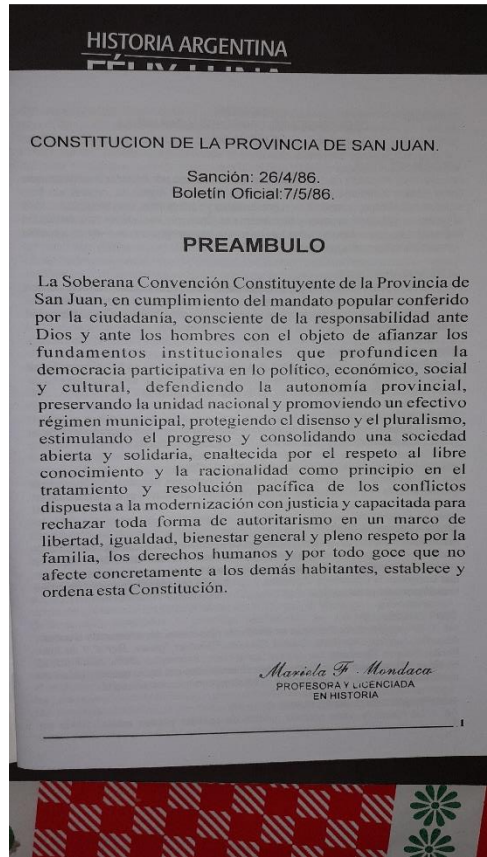 HISTORIA ARGENTINA
FÉLIX LUNA
CONSTITUCION DE LA PROVINCIA DE SAN JUAN.
Sanción: 26/4/86.
Boletín Oficial:7/5/86.
PREAMBULO
La Soberana Convención Constituyente de la Provincia de
San Juan, en cumplimiento del mandato popular conferido
por la ciudadanía, consciente de la responsabilidad ante
Dios y ante los hombres con el objeto de afianzar los
fundamentos institucionales que profundicen la
democracia participativa en lo político, económico, social
y cultural, defendiendo la autonomía provincial,
preservando la unidad nacional y promoviendo un efectivo
régimen municipal, protegiendo el disenso y el pluralismo,
estimulando el progreso y consolidando una sociedad
abierta y solidaria, enaltecida por el respeto al libre
conocimiento y la racionalidad como principio en el
tratamiento y resolución pacífica de los conflictos
dispuesta a la modernización con justicia y capacitada para
rechazar toda forma de autoritarismo en un marco de
libertad, igualdad, bienestar general y pleno respeto por la
familia, los derechos humanos y por todo goce que no
afecte concretamente a los demás habitantes, establece y
ordena esta Constitución.
Mariela F. Mondaca
PROFESORA Y LICENCIADA
EN HISTORIA
1